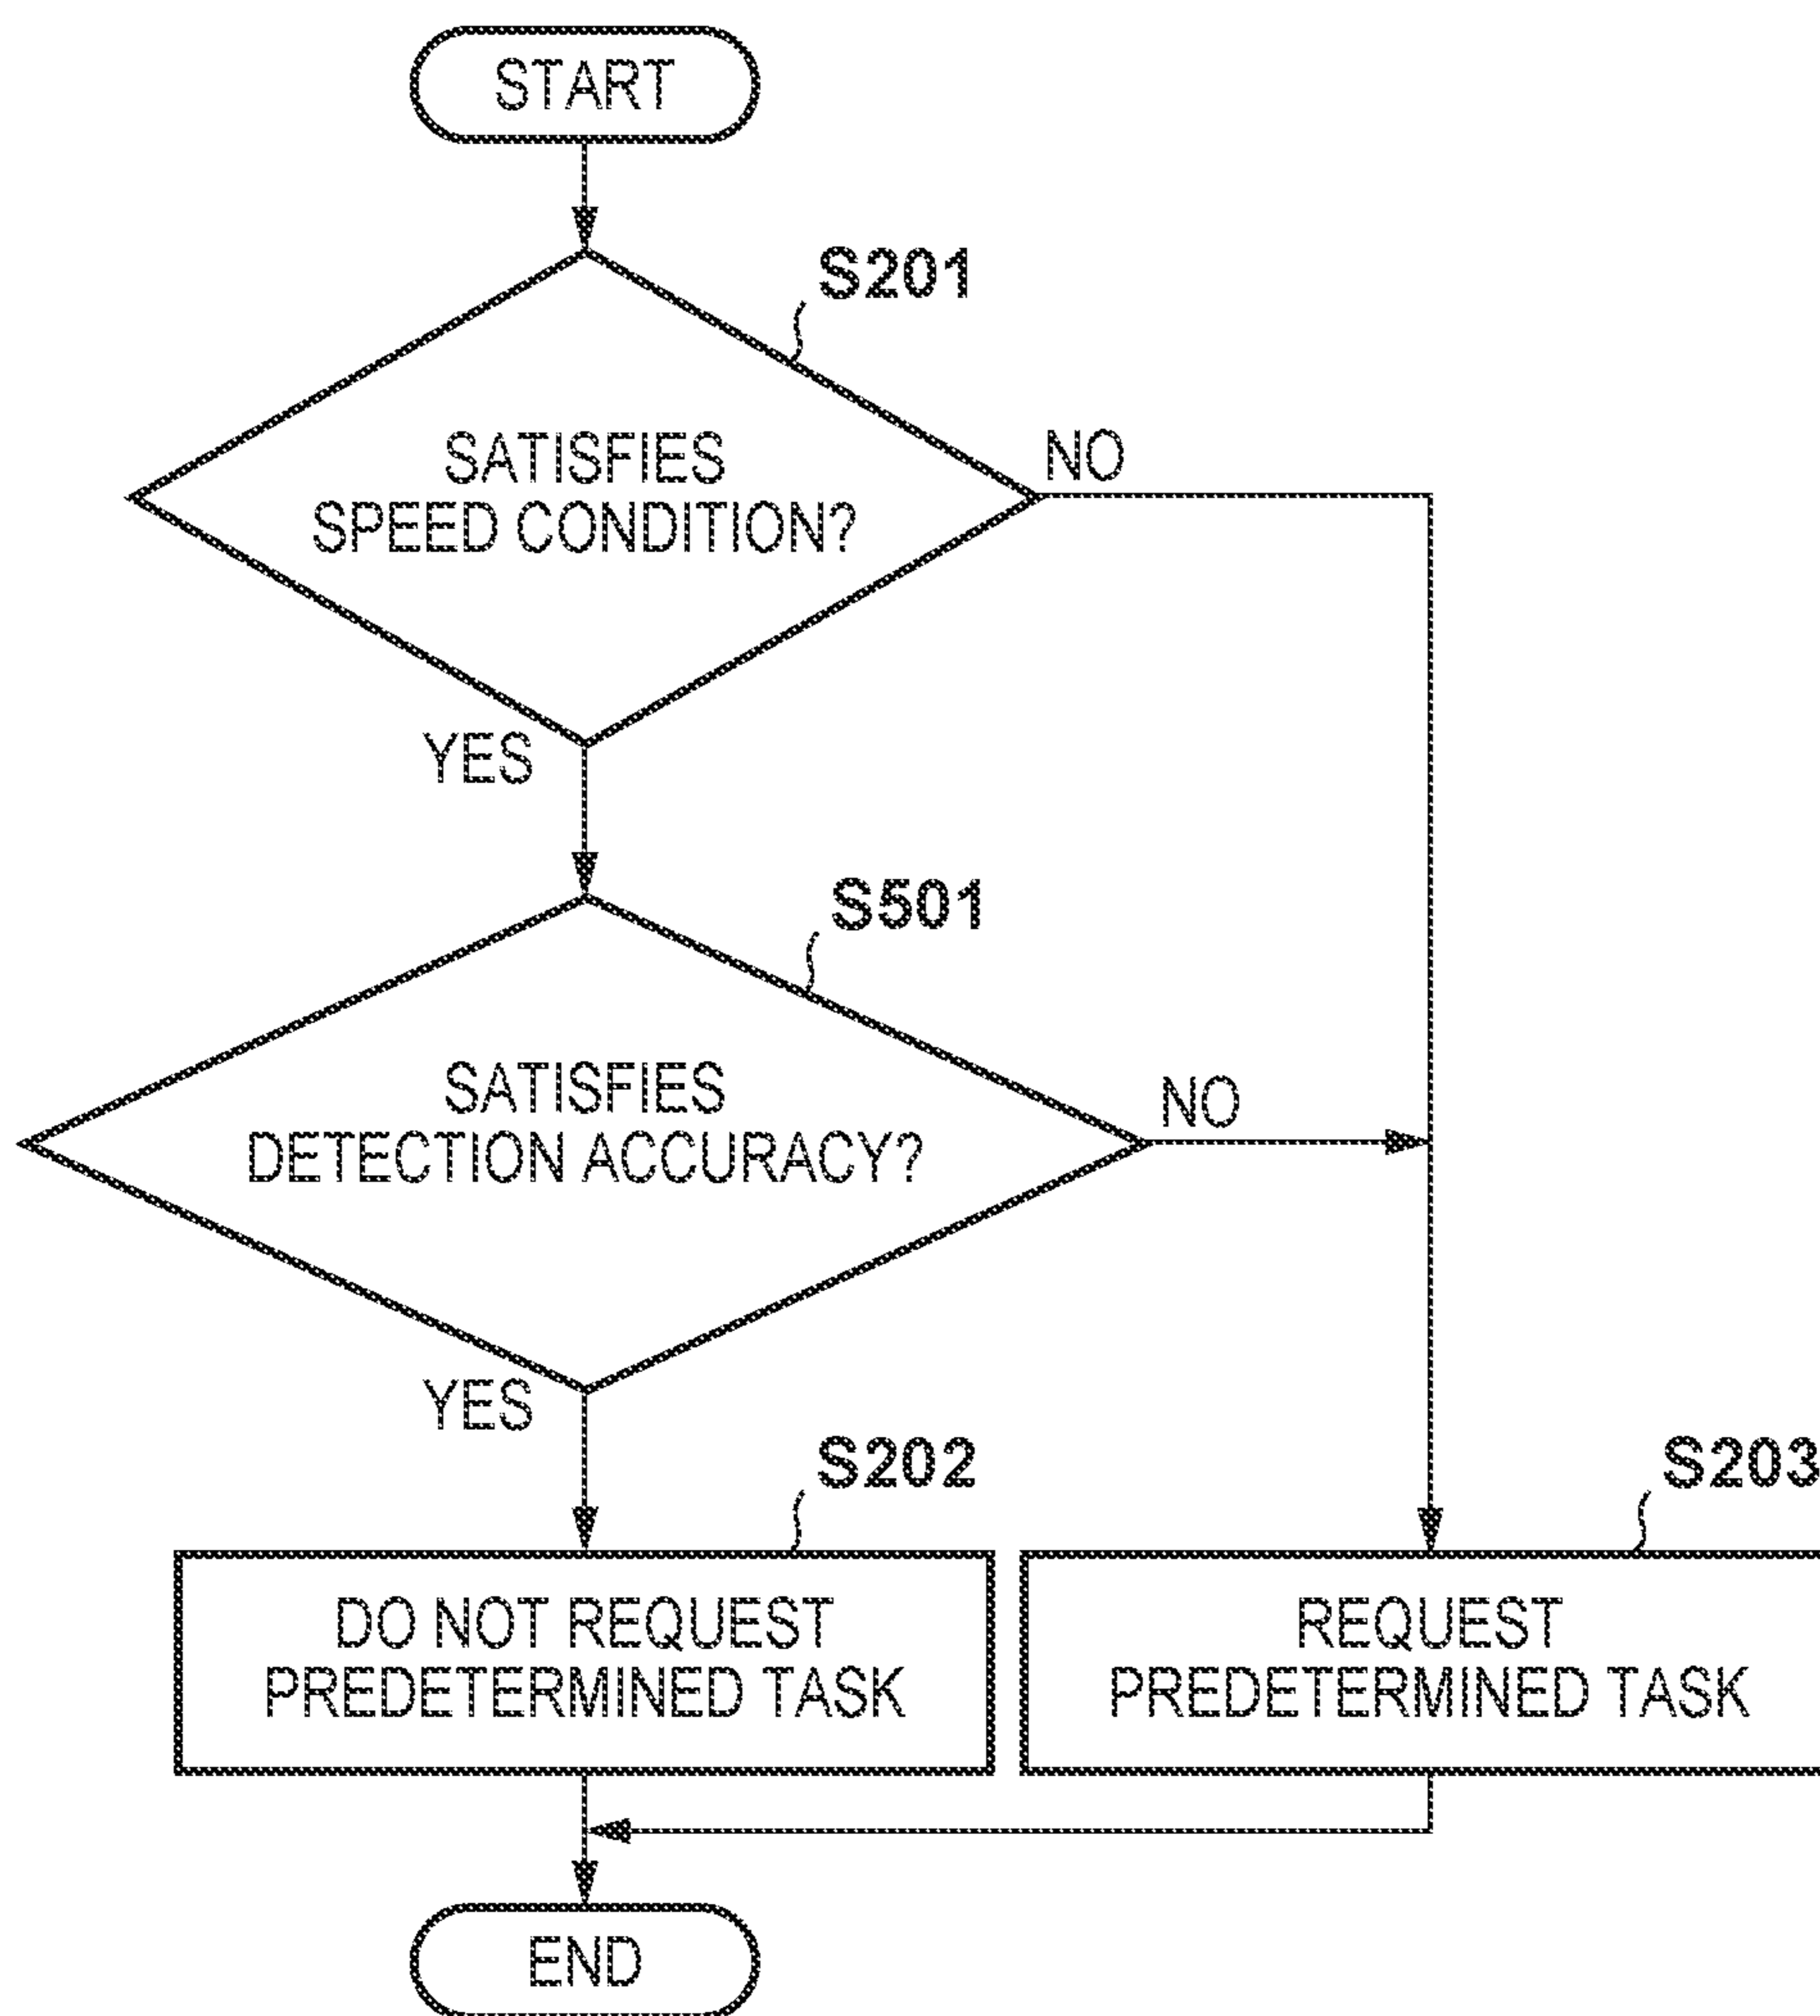 START
S201
SATISFIES
SPEED CONDITION?
NO
YES
S501
SATISFIES
DETECTION ACCURACY?
NO
YES
S202
S203
DO NOT REQUEST
PREDETERMINED TASK
REQUEST
PREDETERMINED TASK
END